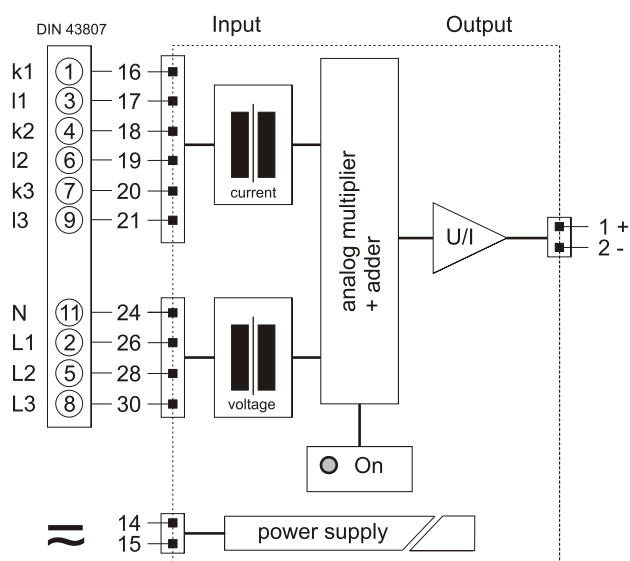 Input Output
DIN 43807
k1 1 16
l1 3 17
k2 4 18
l2 6 19
k3 7 20
l3 9 21
current
analog multiplier
+ adder
U/I
1 +
2 -
N 11 24
L1 2 26
L2 5 28
L3 8 30
voltage
On
14
15
power supply